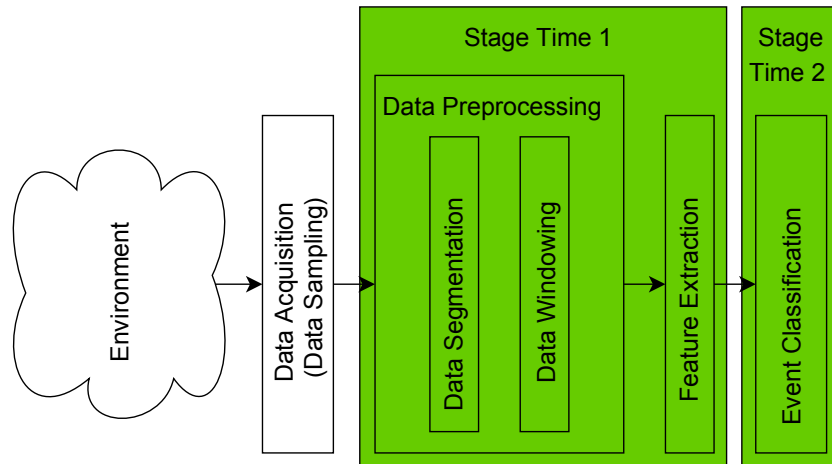 Environment
Data Acquisition
(Data Sampling)
Stage Time 1
Data Preprocessing
Data Segmentation
Data Windowing
Feature Extraction
Stage
Time 2
Event Classification